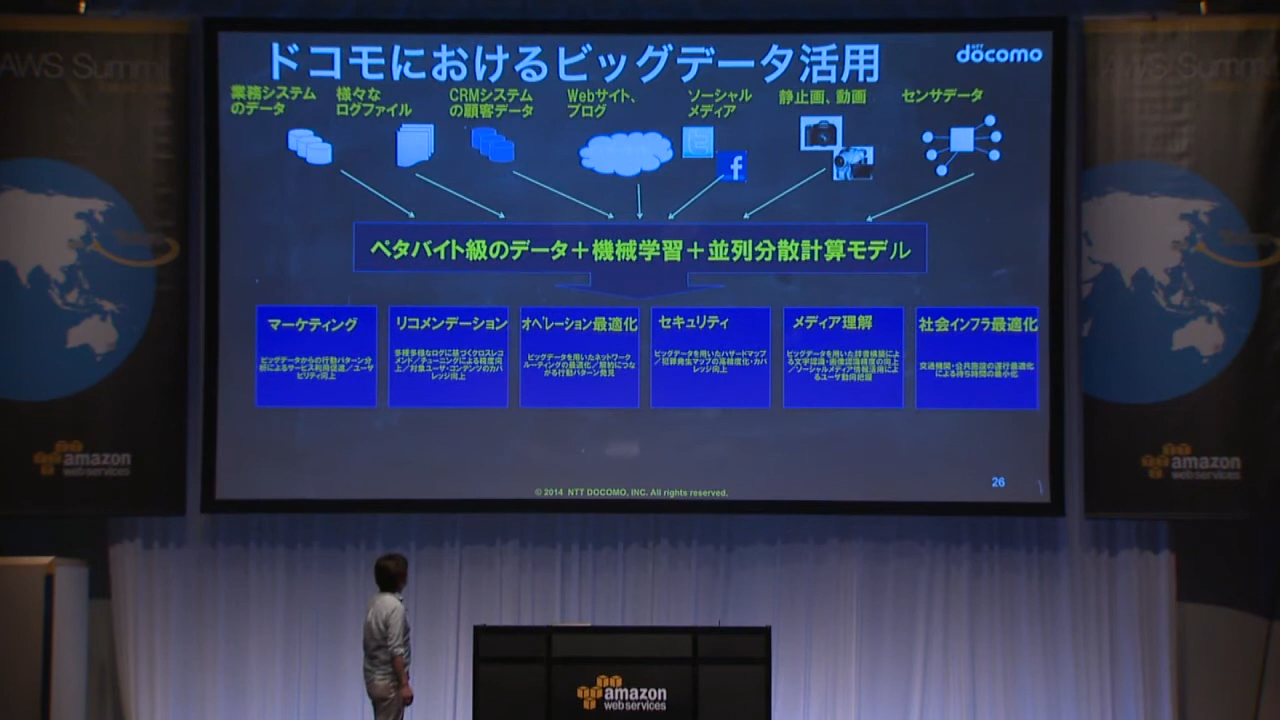 ドコモにおけるビッグデータ活用
döcomo
業務システム
のデータ
様々な
ログファイル
CRMシステム
の顧客データ
Webサイト、
ブログ
ソーシャル
メディア
静止画、動画
センサデータ
ペタバイト級のデータ＋機械学習＋並列分散計算モデル
マーケティング
ビッグデータからの行動パターン分
析によるサービス利用促進／ユーザ
ビリティ向上
リコメンデーション
多種多様なログに基づくクロスレコ
メンド／チューニングによる精度向
上／対象ユーザ・コンテンツのカバ
レッジ向上
オペレーション最適化
ビッグデータを用いたネットワーク
ルーティングの最適化／解約につな
がる行動パターン発見
セキュリティ
ビッグデータを用いたハザードマップ
／犯罪発生マップの高精度化・カバ
レッジ向上
メディア理解
ビッグデータを用いた辞書構築によ
る文字認識・画像認識精度の向上
／ソーシャルメディア情報活用によ
るユーザ動向把握
社会インフラ最適化
交通機関・公共施設の運行最適化
による待ち時間の最小化
© 2014 NTT DOCOMO, INC. All rights reserved.
26
AWS Summit
amazon
web services
AWS Summit
amazon
web services
amazon
web services